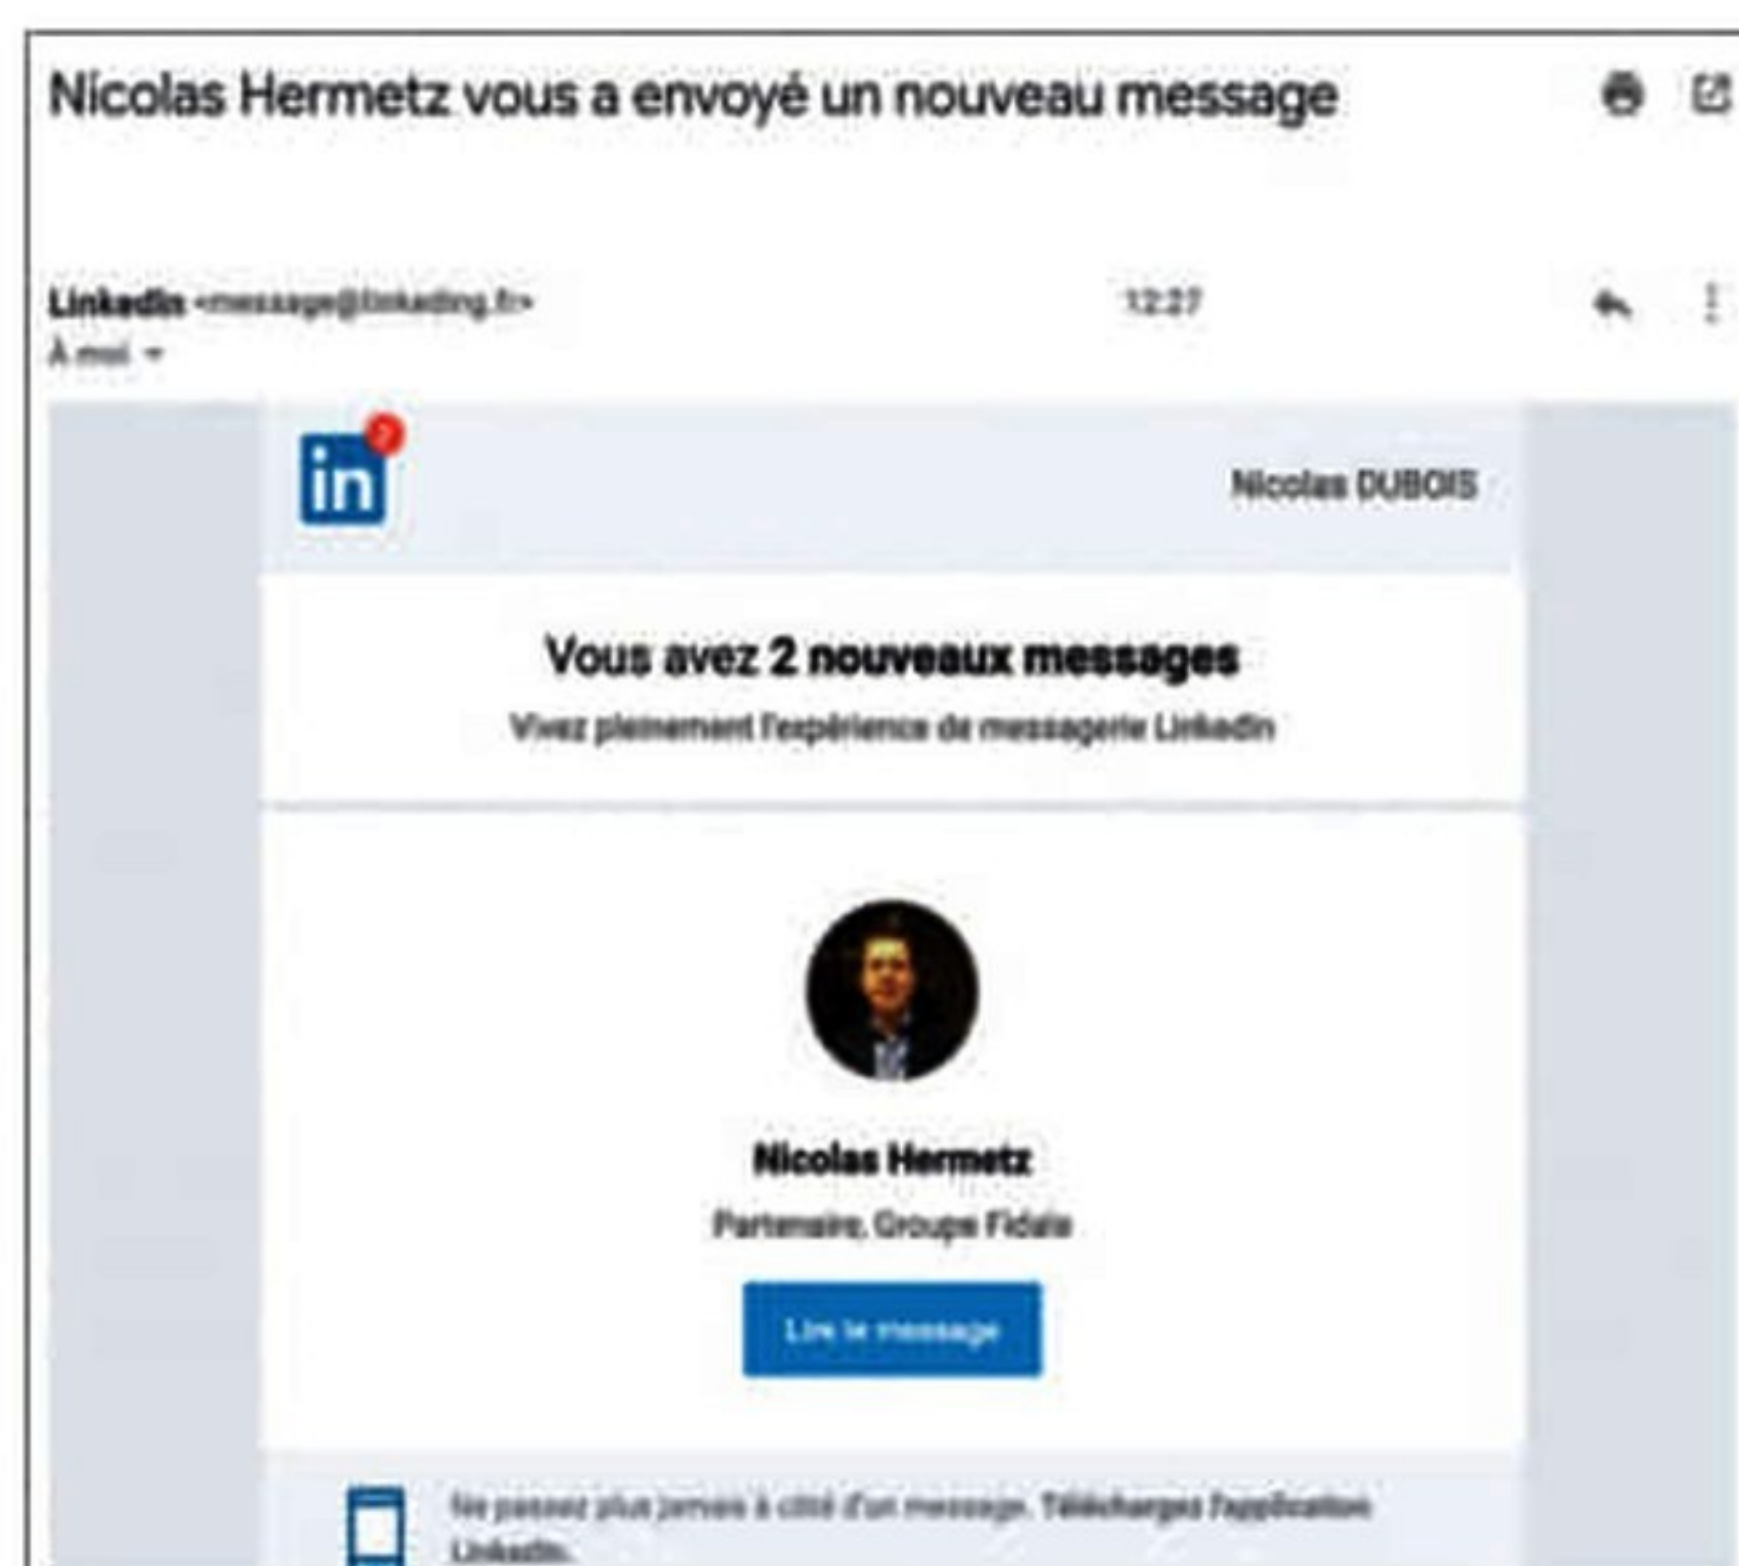 Nicolas Hermetz vous a envoyé un nouveau message
LinkedIn <message@linkading.fr> 12:27
À moi
in
Nicolas DUBOIS
Vous avez 2 nouveaux messages
Vivez pleinement l'expérience de messagerie LinkedIn
Nicolas Hermetz
Partenaire, Groupe Fidala
Lire le message
Ne passez plus jamais à côté d'un message. Téléchargez l'application
LinkedIn.